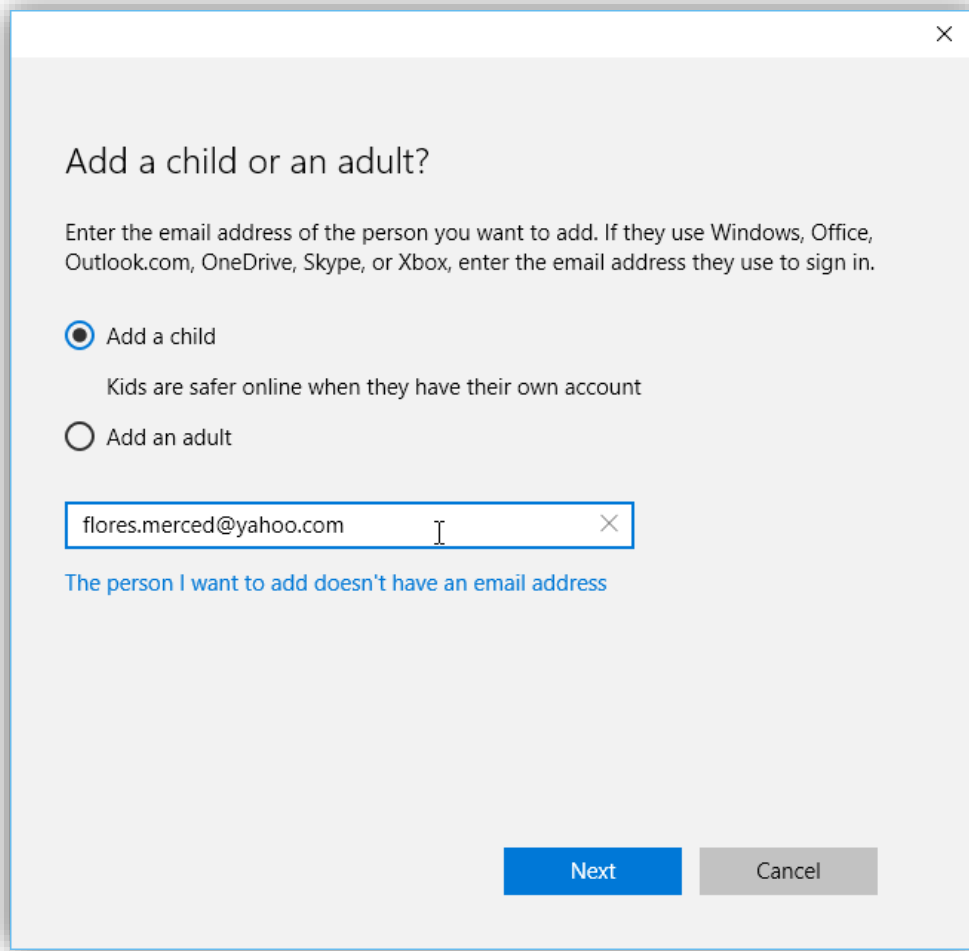 Add a child or an adult?
Enter the email address of the person you want to add. If they use Windows, Office,
Outlook.com, OneDrive, Skype, or Xbox, enter the email address they use to sign in.
Add a child
Kids are safer online when they have their own account
Add an adult
flores.merced@yahoo.com
The person I want to add doesn't have an email address
Next Cancel